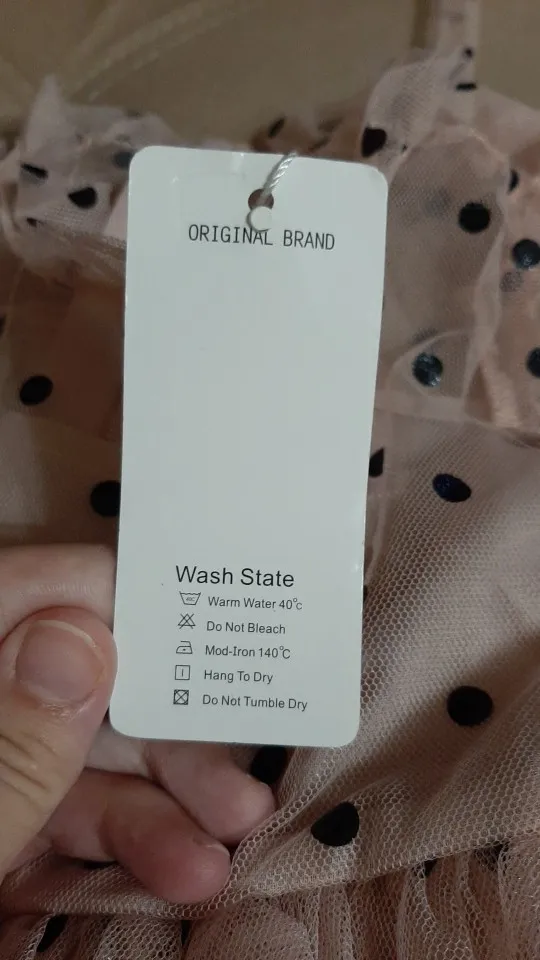 ORIGINAL BRAND
Wash State
40C Warm Water 40°C
Do Not Bleach
Mod-Iron 140°C
Hang To Dry
Do Not Tumble Dry